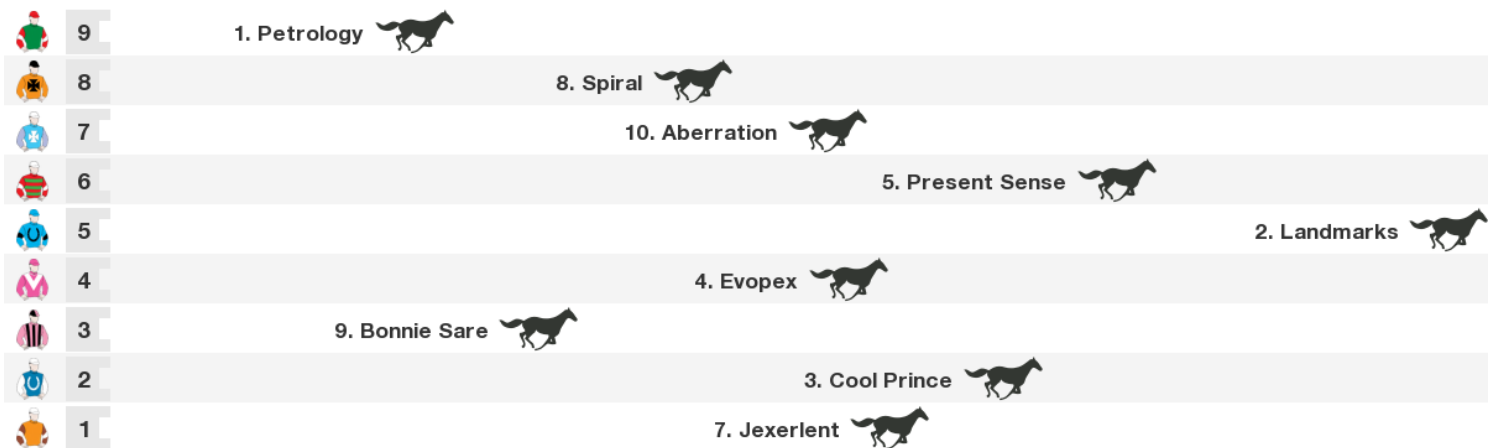 9 1. Petrology
8 8. Spiral
7 10. Aberration
6 5. Present Sense
5 2. Landmarks
4 4. Evopex
3 9. Bonnie Sare
2 3. Cool Prince
1 7. Jexerlent